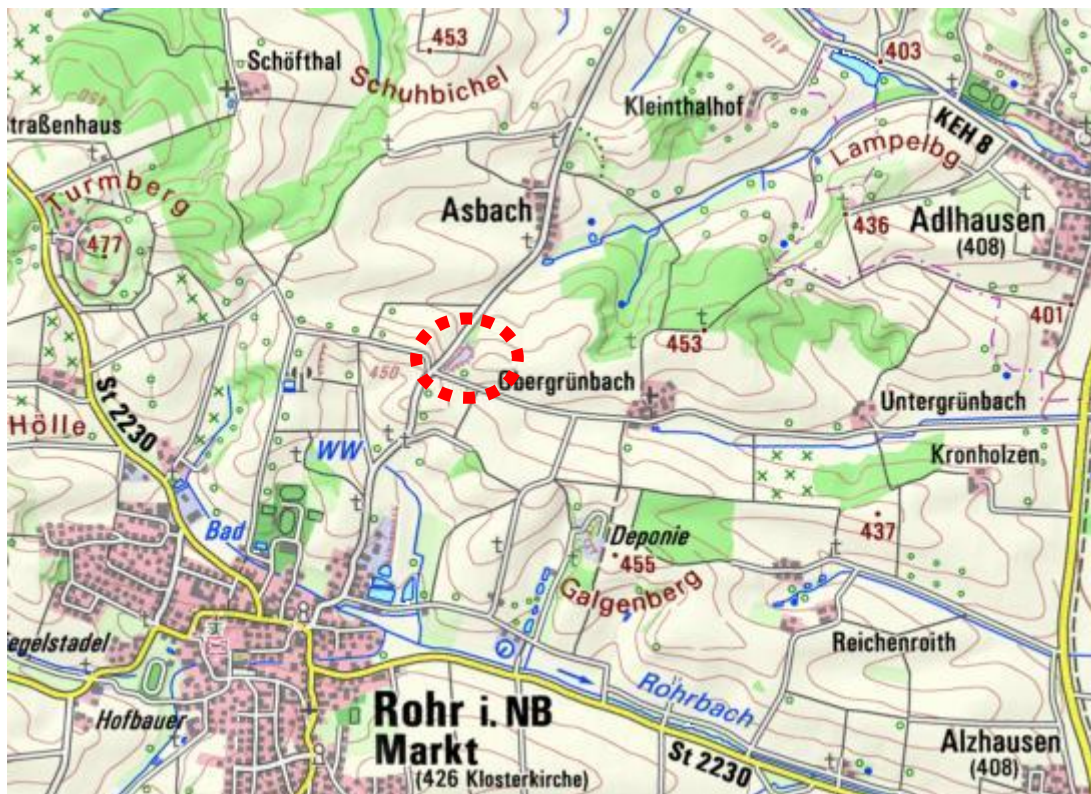 453
Schöfthal
Schuhbichel
410
403
Kleinthalhof
KEH 8
450
traßenhaus
Turmberg
477
Asbach
Lampelbg
436
Adlhausen
(408)
401
453
450
Obergrünbach
Untergrünbach
St 2230
Hölle
WW
Kronholzen
Bad
437
Deponie
455
Galgenberg
Reichenroith
egelstadel
Rohrbach
Hofbauer
Rohr i. NB
Markt
(426 Klosterkirche)
St 2230
Alzhausen
(408)